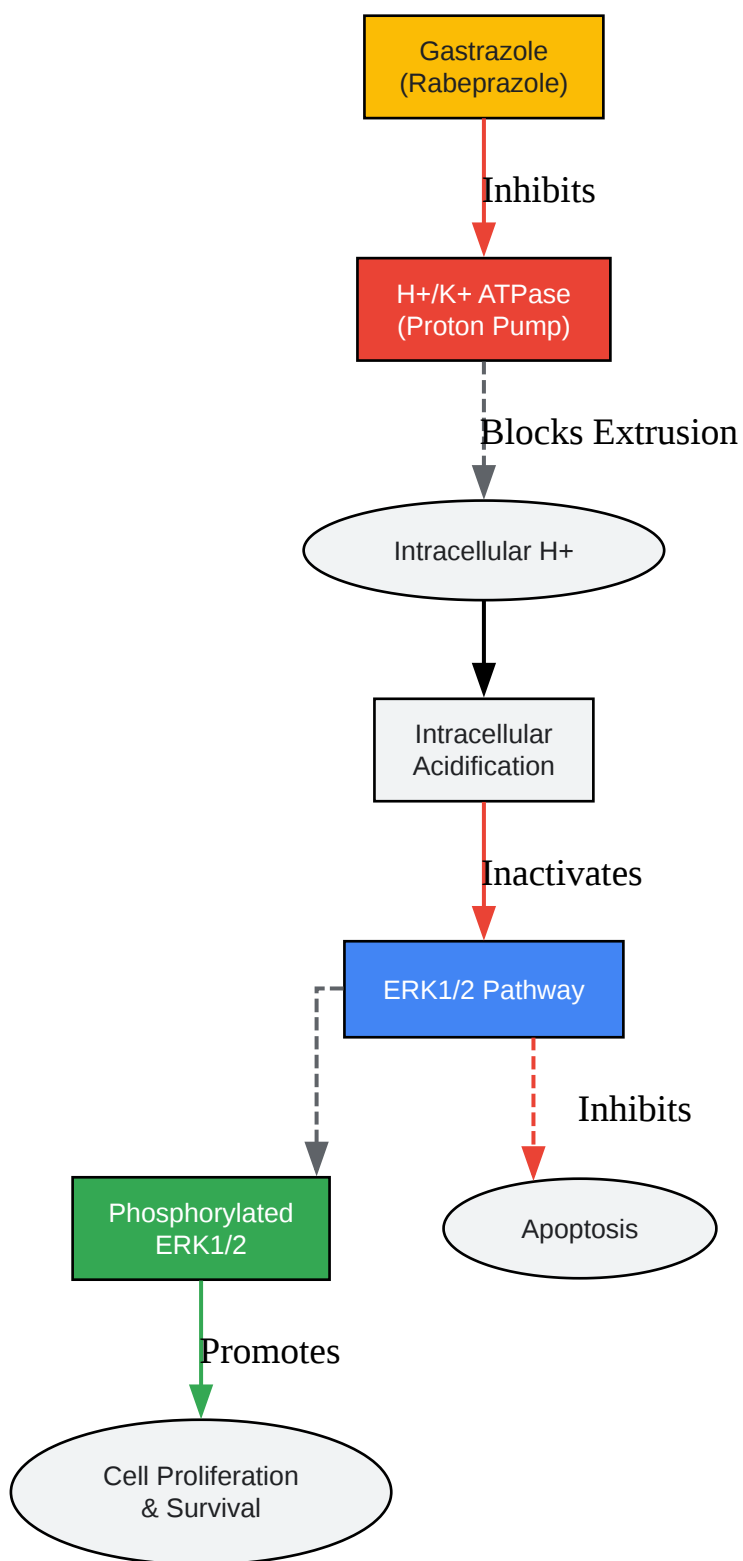 Gastrazole
(Rabeprazole)
Inhibits
H+/K+ ATPase
(Proton Pump)
Blocks Extrusion
Intracellular H+
Intracellular
Acidification
Inactivates
ERK1/2 Pathway
Inhibits
Phosphorylated
ERK1/2
Apoptosis
Promotes
Cell Proliferation
& Survival